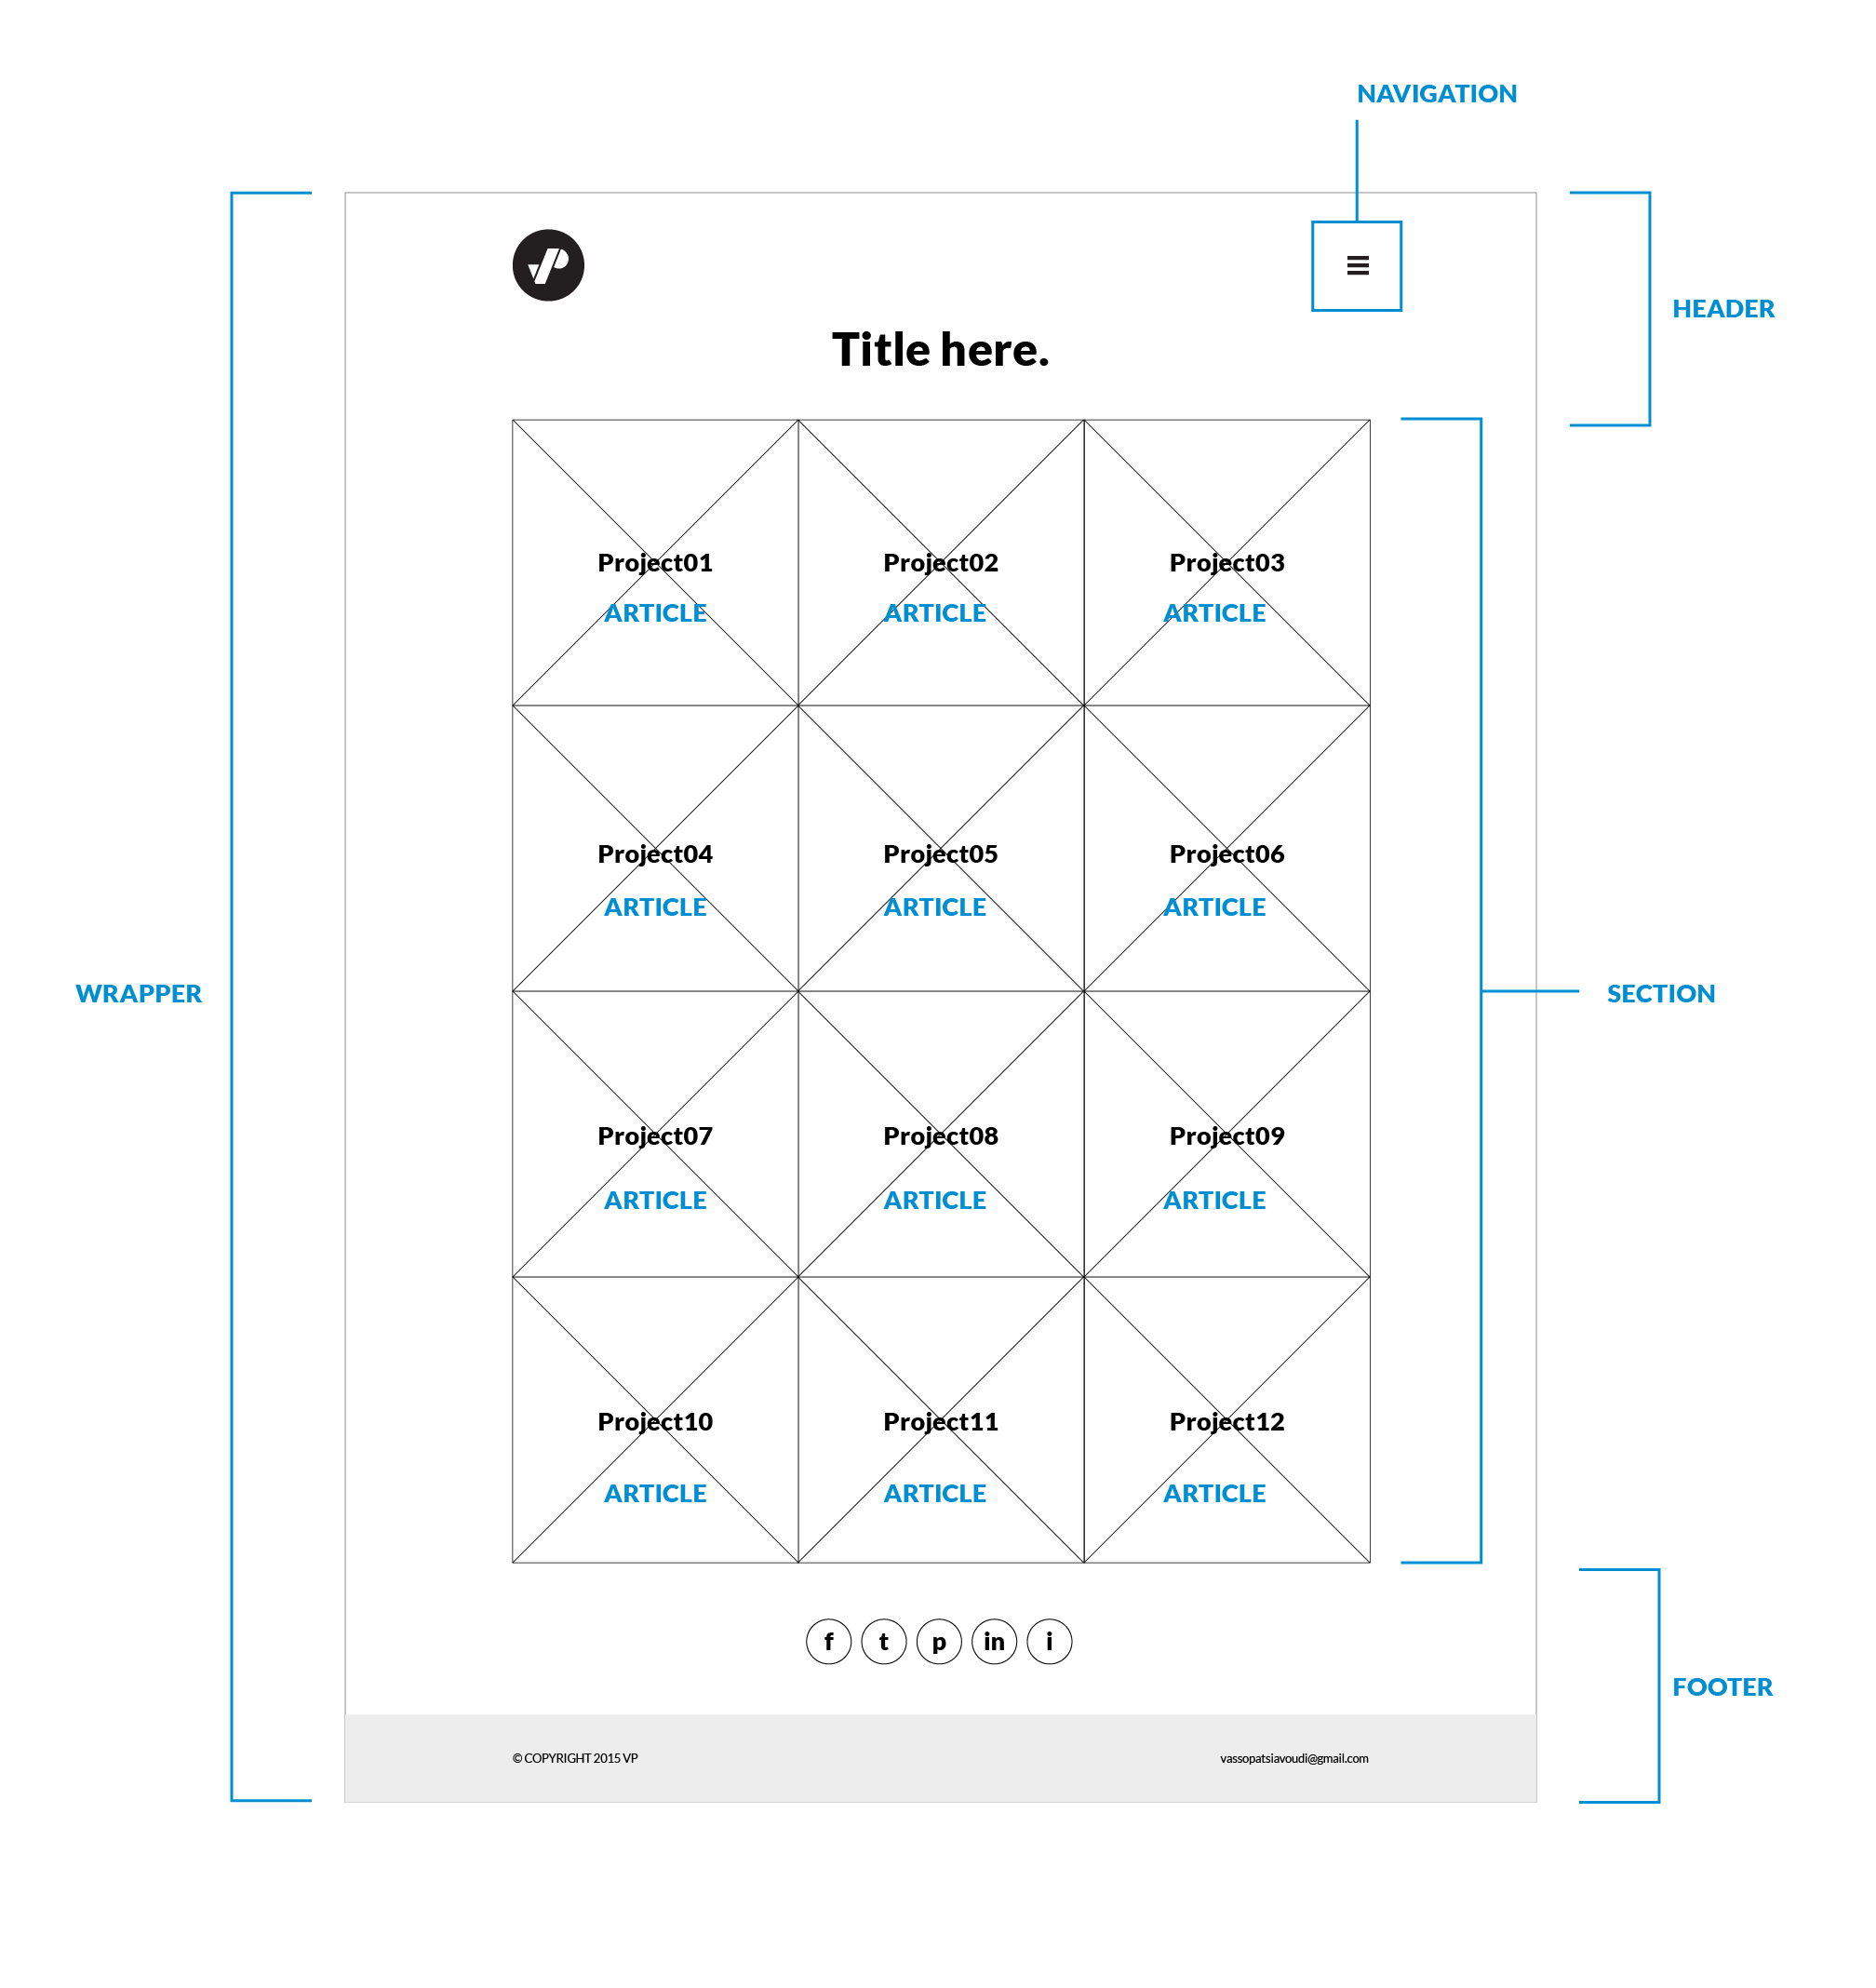 NAVIGATION
VP
HEADER
Title here.
Project01 Project02 Project03
ARTICLE ARTICLE ARTICLE
Project04 Project05 Project06
ARTICLE ARTICLE ARTICLE
WRAPPER
SECTION
Project07 Project08 Project09
ARTICLE ARTICLE ARTICLE
Project10 Project11 Project12
ARTICLE ARTICLE ARTICLE
f t p in i
FOOTER
© COPYRIGHT 2015 VP
vassopatsiavoudi@gmail.com